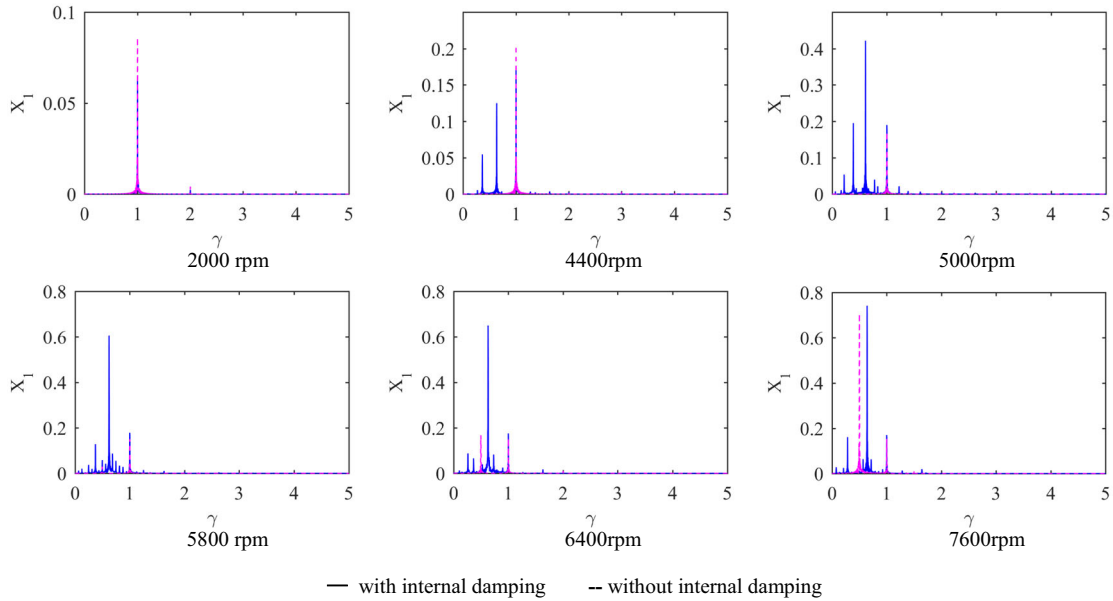 0.1
0.05
0
X1
0 1 2 3 4 5
γ
2000 rpm
0.2
0.15
0.1
0.05
0
X1
0 1 2 3 4 5
γ
4400rpm
0.4
0.3
0.2
0.1
0
X1
0 1 2 3 4 5
γ
5000rpm
0.8
0.6
0.4
0.2
0
X1
0 1 2 3 4 5
γ
5800 rpm
0.8
0.6
0.4
0.2
0
X1
0 1 2 3 4 5
γ
6400rpm
0.8
0.6
0.4
0.2
0
X1
0 1 2 3 4 5
γ
7600rpm
— with internal damping -- without internal damping